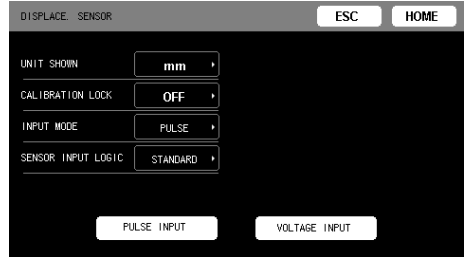 DISPLACE. SENSOR ESC HOME
UNIT SHOWN mm
CALIBRATION LOCK OFF
INPUT MODE PULSE
SENSOR INPUT LOGIC STANDARD
PULSE INPUT VOLTAGE INPUT